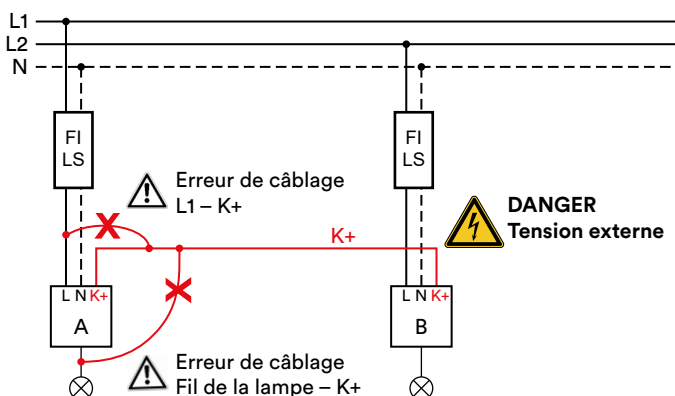 L1
L2
N
FI
LS
FI
LS
Erreur de câblage
L1 – K+
K+
DANGER
Tension externe
L N K+
A
L N K+
B
Erreur de câblage
Fil de la lampe – K+